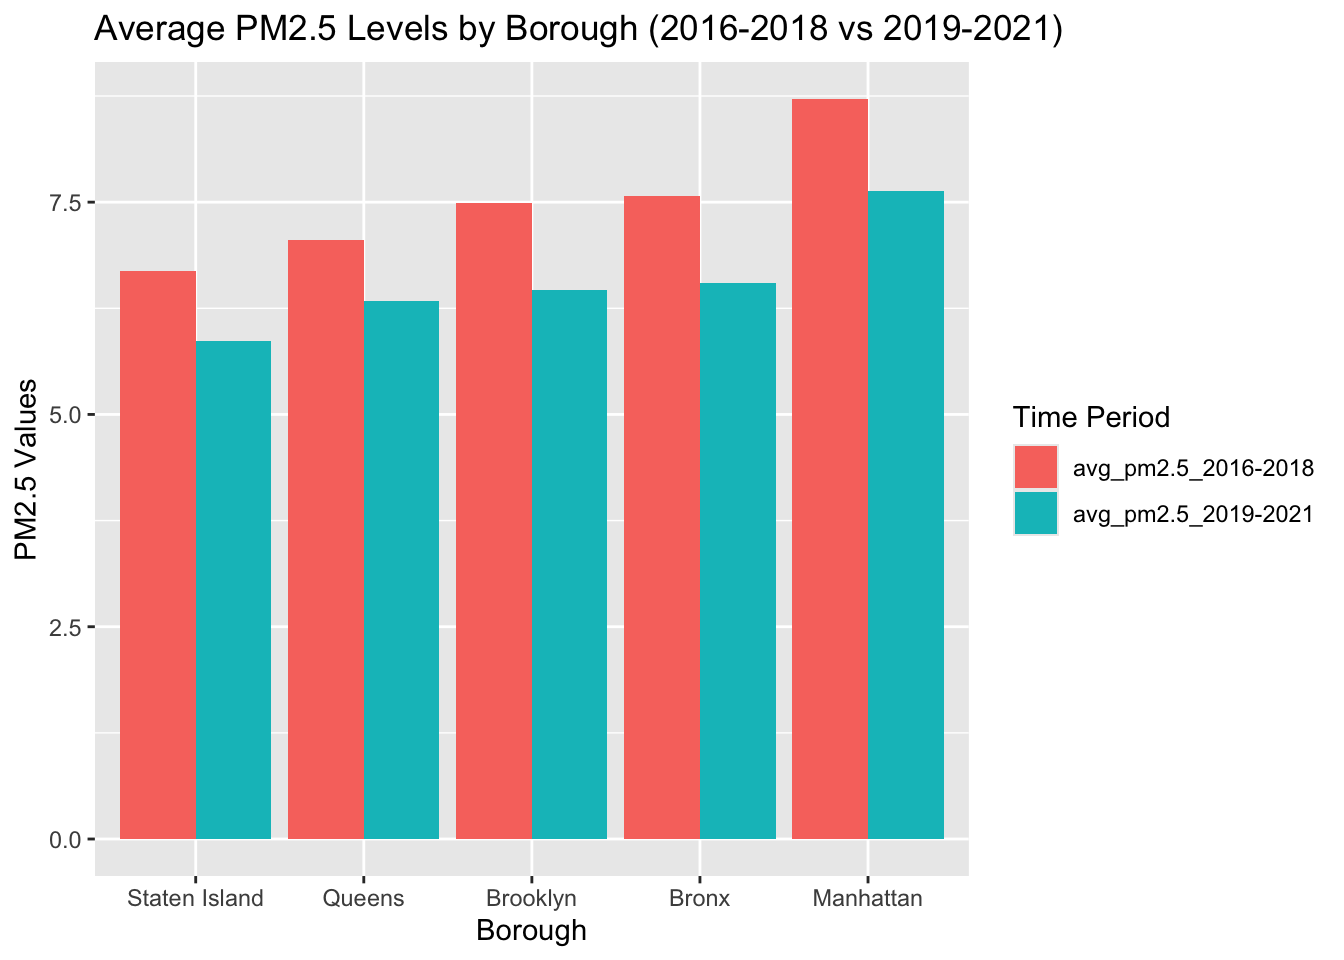 Average PM2.5 Levels by Borough (2016-2018 vs 2019-2021)
PM2.5 Values
7.5
5.0
2.5
0.0
Staten Island Queens Brooklyn Bronx Manhattan
Borough
Time Period
avg_pm2.5_2016-2018
avg_pm2.5_2019-2021